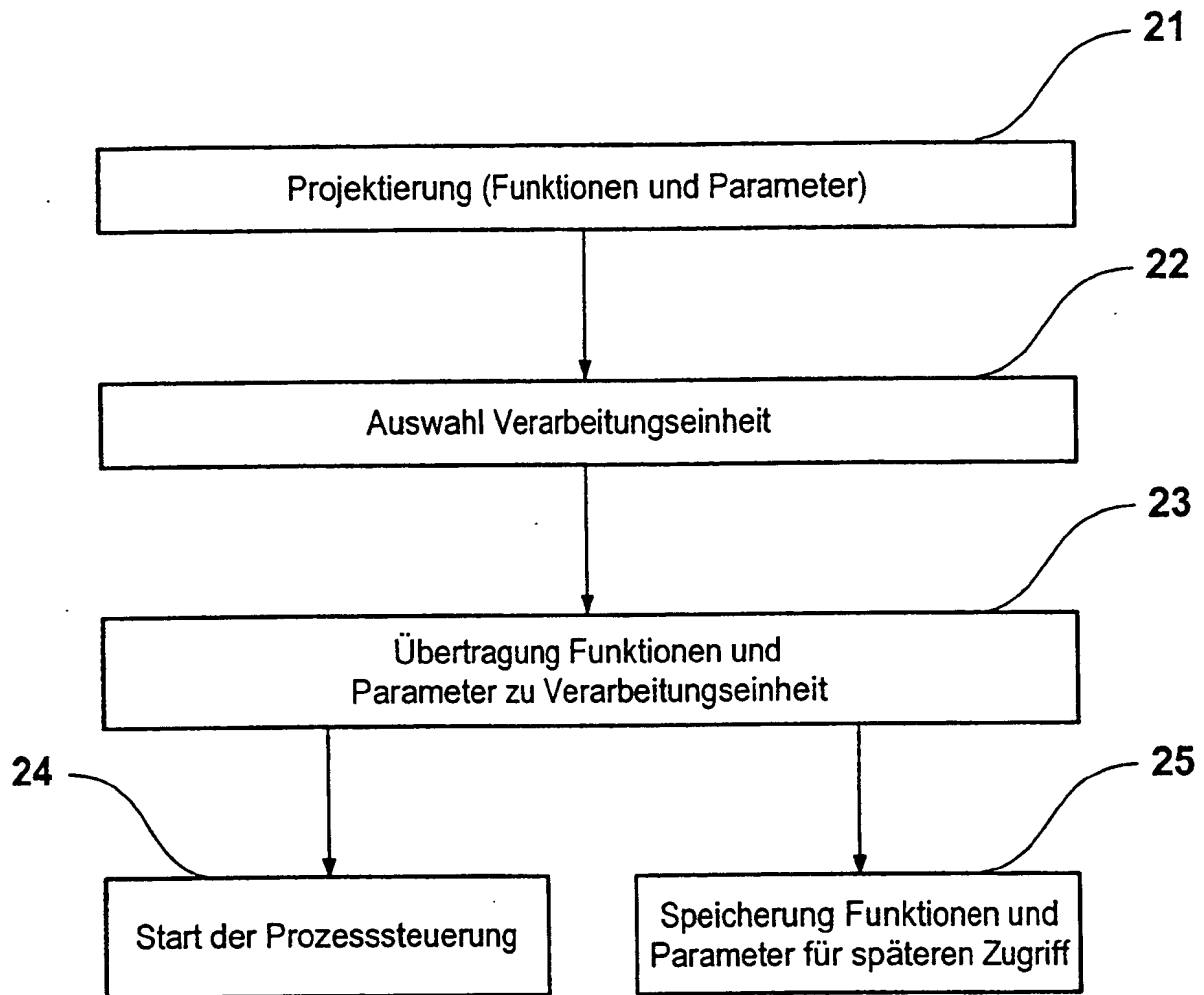 21
Projektierung (Funktionen und Parameter)
22
Auswahl Verarbeitungseinheit
23
Übertragung Funktionen und
Parameter zu Verarbeitungseinheit
24
25
Start der Prozesssteuerung
Speicherung Funktionen und
Parameter für späteren Zugriff